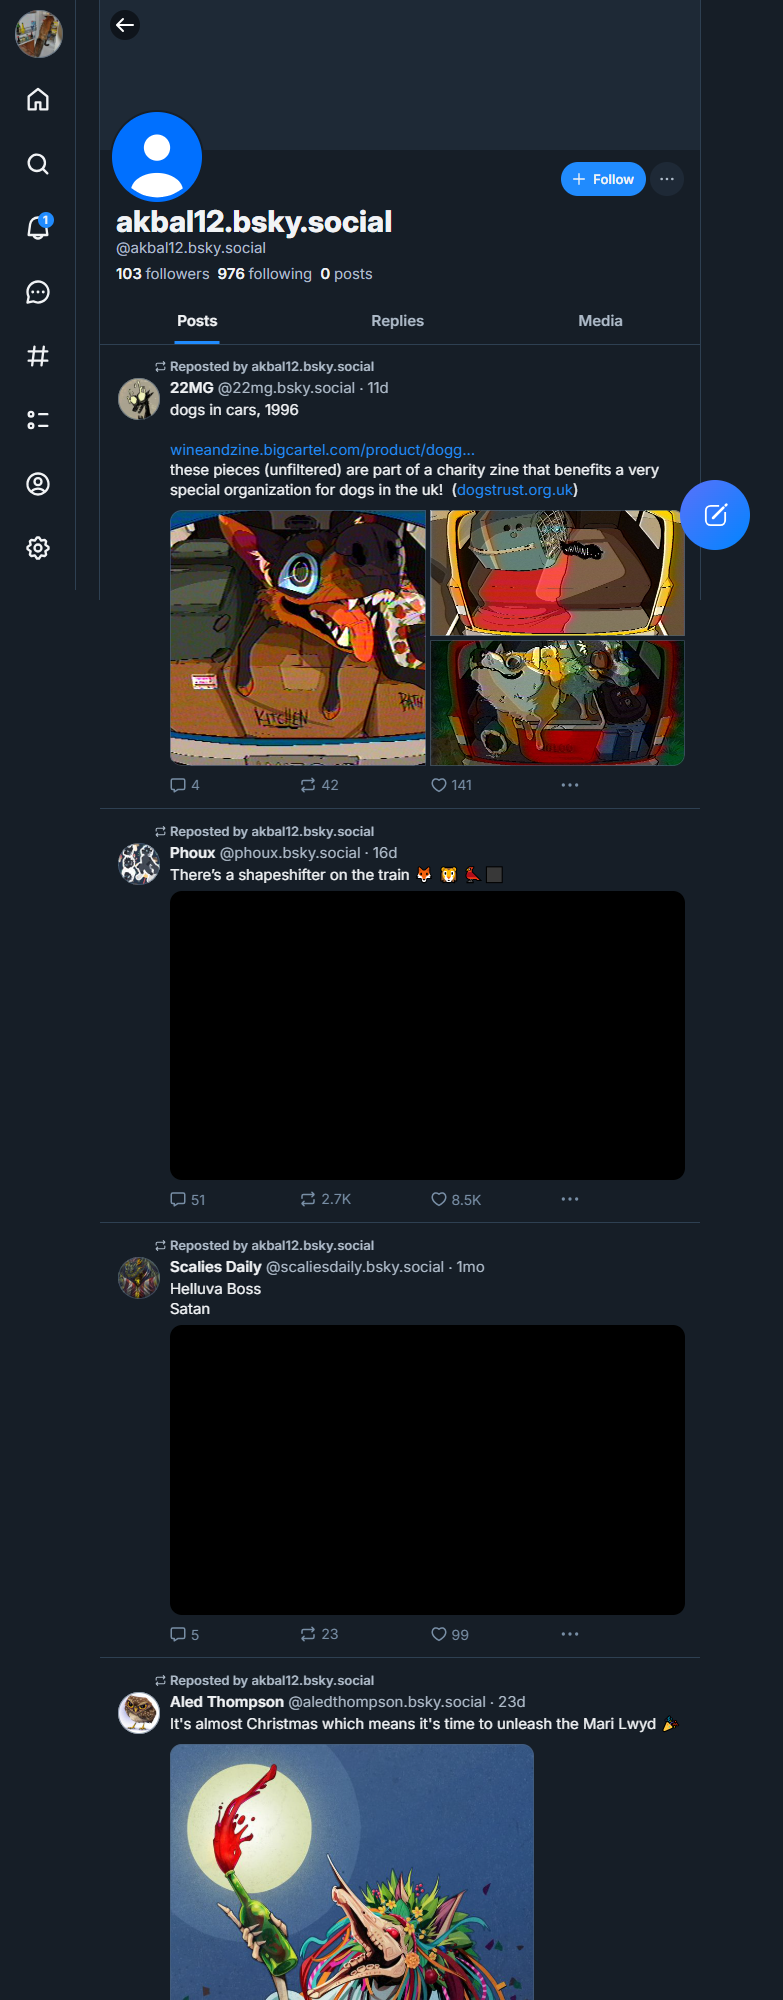 1
Follow
akbal12.bsky.social
@akbal12.bsky.social
103 followers 976 following 0 posts
Posts Replies Media
Reposted by akbal12.bsky.social
22MG @22mg.bsky.social · 11d
dogs in cars, 1996
wineandzine.bigcartel.com/product/dogg...
these pieces (unfiltered) are part of a charity zine that benefits a very
special organization for dogs in the uk! (dogstrust.org.uk)
KITCHEN
BATH
4 42 141
Reposted by akbal12.bsky.social
Phoux @phoux.bsky.social · 16d
There's a shapeshifter on the train 🦊 🐯 🐦‍🔥 ⬛
51 2.7K 8.5K
Reposted by akbal12.bsky.social
Scalies Daily @scaliesdaily.bsky.social · 1mo
Helluva Boss
Satan
5 23 99
Reposted by akbal12.bsky.social
Aled Thompson @aledthompson.bsky.social · 23d
It's almost Christmas which means it's time to unleash the Mari Lwyd 🎉